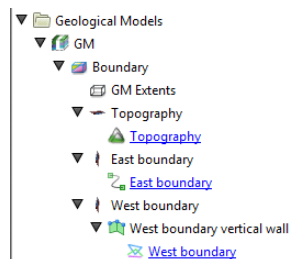 Geological Models
GM
Boundary
GM Extents
Topography
Topography
East boundary
East boundary
West boundary
West boundary vertical wall
West boundary